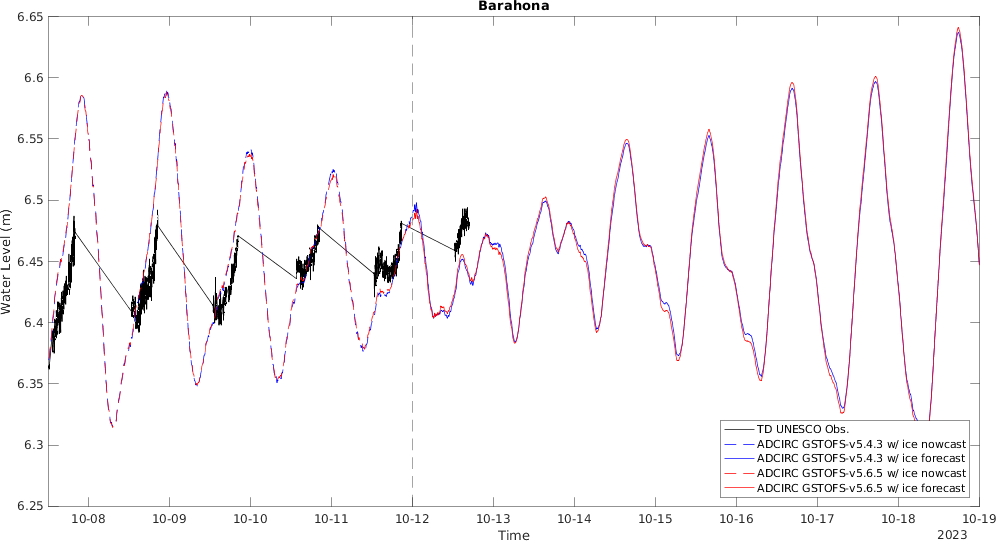 Barahona
6.65
6.6
6.55
6.5
6.45
6.4
6.35
6.3
6.25
Water Level (m)
TD UNESCO Obs.
ADCIRC GSTOFS-v5.4.3 w/ ice nowcast
ADCIRC GSTOFS-v5.4.3 w/ ice forecast
ADCIRC GSTOFS-v5.6.5 w/ ice nowcast
ADCIRC GSTOFS-v5.6.5 w/ ice forecast
10-08 10-09 10-10 10-11 10-12 10-13 10-14 10-15 10-16 10-17 10-18 10-19
Time
2023